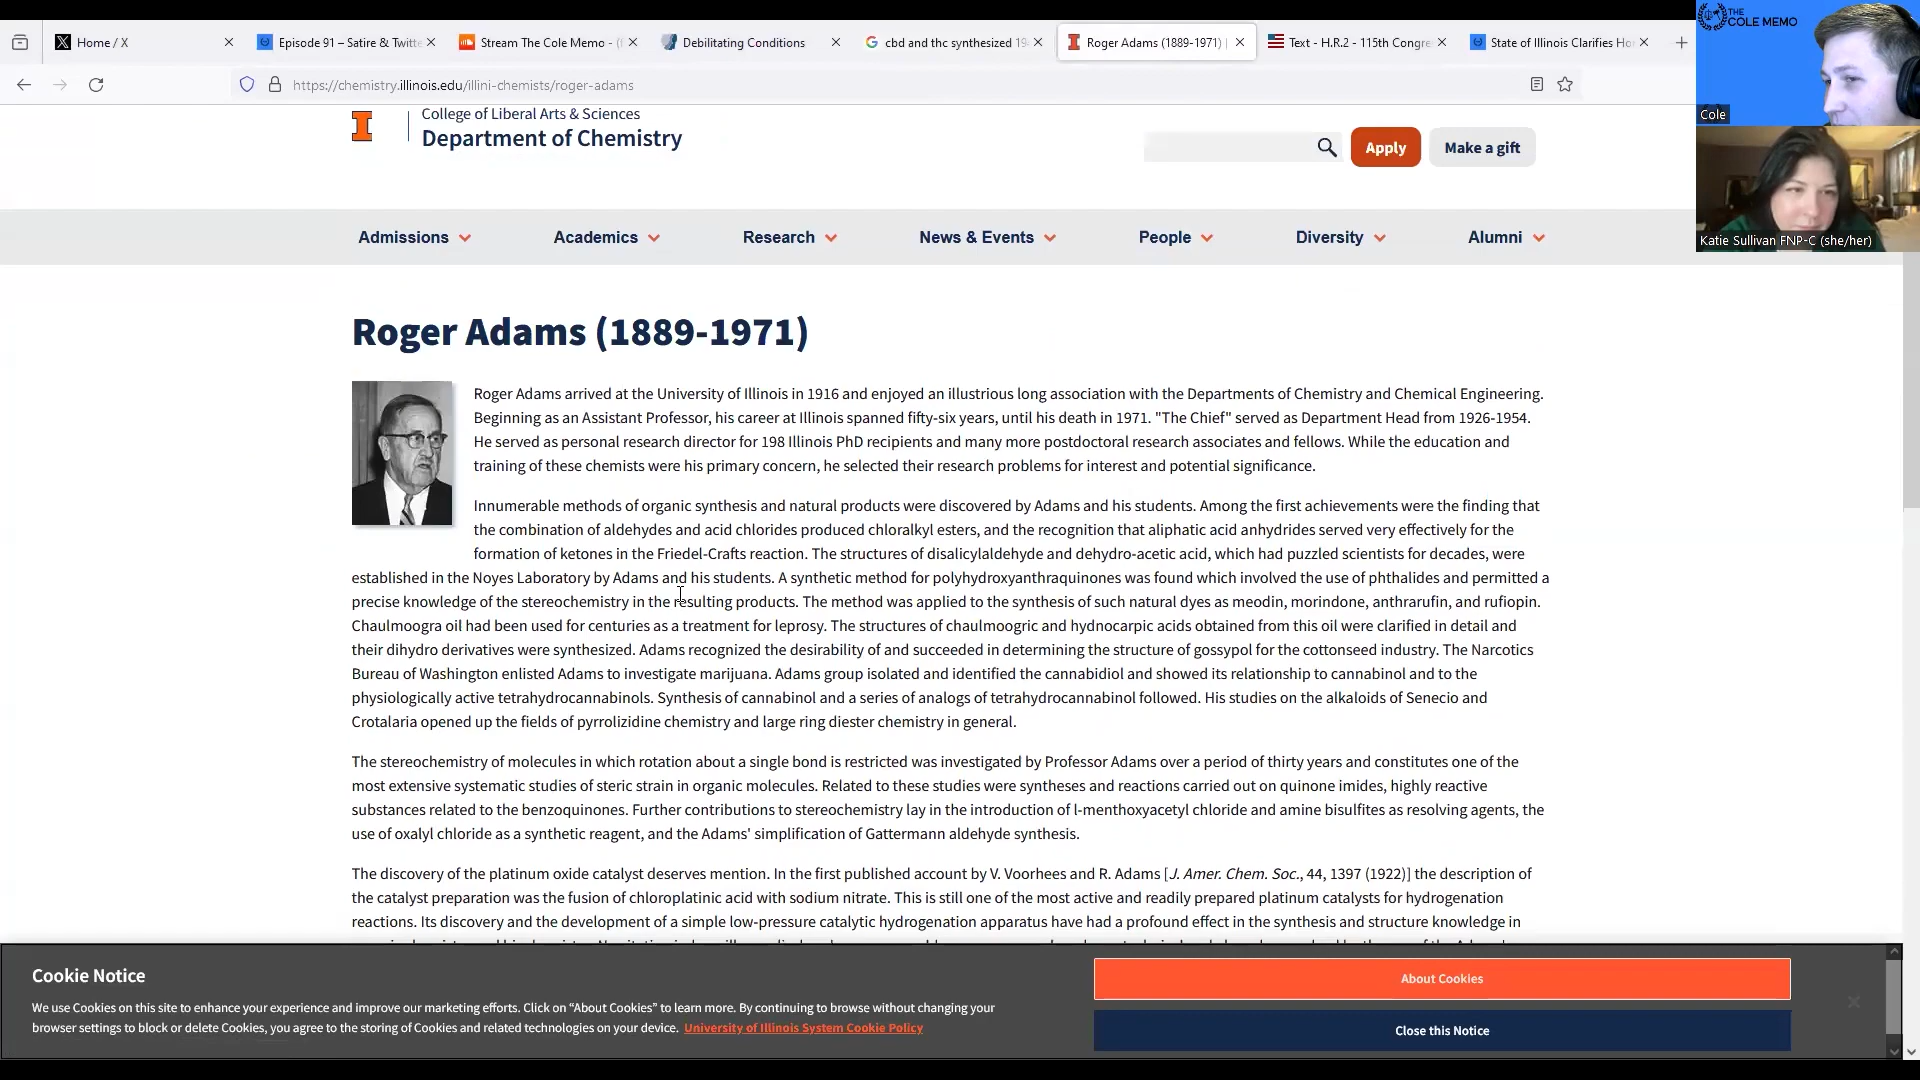 Home / X
Episode 91 – Satire & Twitte
Stream The Cole Memo - (
Debilitating Conditions
cbd and thc synthesized 19
Roger Adams (1889-1971) |
Text - H.R.2 - 115th Congre
State of Illinois Clarifies Ho
https://chemistry.illinois.edu/illini-chemists/roger-adams
THE
COLE MEMO
Cole
Katie Sullivan FNP-C (she/her)
College of Liberal Arts & Sciences
Department of Chemistry
Apply
Make a gift
Admissions
Academics
Research
News & Events
People
Diversity
Alumni
Roger Adams (1889-1971)
Roger Adams arrived at the University of Illinois in 1916 and enjoyed an illustrious long association with the Departments of Chemistry and Chemical Engineering.
Beginning as an Assistant Professor, his career at Illinois spanned fifty-six years, until his death in 1971. "The Chief" served as Department Head from 1926-1954.
He served as personal research director for 198 Illinois PhD recipients and many more postdoctoral research associates and fellows. While the education and
training of these chemists were his primary concern, he selected their research problems for interest and potential significance.
Innumerable methods of organic synthesis and natural products were discovered by Adams and his students. Among the first achievements were the finding that
the combination of aldehydes and acid chlorides produced chloralkyl esters, and the recognition that aliphatic acid anhydrides served very effectively for the
formation of ketones in the Friedel-Crafts reaction. The structures of disalicylaldehyde and dehydro-acetic acid, which had puzzled scientists for decades, were
established in the Noyes Laboratory by Adams and his students. A synthetic method for polyhydroxyanthraquinones was found which involved the use of phthalides and permitted a
precise knowledge of the stereochemistry in the resulting products. The method was applied to the synthesis of such natural dyes as meodin, morindone, anthrarufin, and rufiopin.
Chaulmoogra oil had been used for centuries as a treatment for leprosy. The structures of chaulmoogric and hydnocarpic acids obtained from this oil were clarified in detail and
their dihydro derivatives were synthesized. Adams recognized the desirability of and succeeded in determining the structure of gossypol for the cottonseed industry. The Narcotics
Bureau of Washington enlisted Adams to investigate marijuana. Adams group isolated and identified the cannabidiol and showed its relationship to cannabinol and to the
physiologically active tetrahydrocannabinols. Synthesis of cannabinol and a series of analogs of tetrahydrocannabinol followed. His studies on the alkaloids of Senecio and
Crotalaria opened up the fields of pyrrolizidine chemistry and large ring diester chemistry in general.
The stereochemistry of molecules in which rotation about a single bond is restricted was investigated by Professor Adams over a period of thirty years and constitutes one of the
most extensive systematic studies of steric strain in organic molecules. Related to these studies were syntheses and reactions carried out on quinone imides, highly reactive
substances related to the benzoquinones. Further contributions to stereochemistry lay in the introduction of l-menthoxyacetyl chloride and amine bisulfites as resolving agents, the
use of oxalyl chloride as a synthetic reagent, and the Adams' simplification of Gattermann aldehyde synthesis.
The discovery of the platinum oxide catalyst deserves mention. In the first published account by V. Voorhees and R. Adams [J. Amer. Chem. Soc., 44, 1397 (1922)] the description of
the catalyst preparation was the fusion of chloroplatinic acid with sodium nitrate. This is still one of the most active and readily prepared platinum catalysts for hydrogenation
reactions. Its discovery and the development of a simple low-pressure catalytic hydrogenation apparatus have had a profound effect in the synthesis and structure knowledge in
Cookie Notice
We use Cookies on this site to enhance your experience and improve our marketing efforts. Click on “About Cookies” to learn more. By continuing to browse without changing your
browser settings to block or delete Cookies, you agree to the storing of Cookies and related technologies on your device. University of Illinois System Cookie Policy
About Cookies
Close this Notice